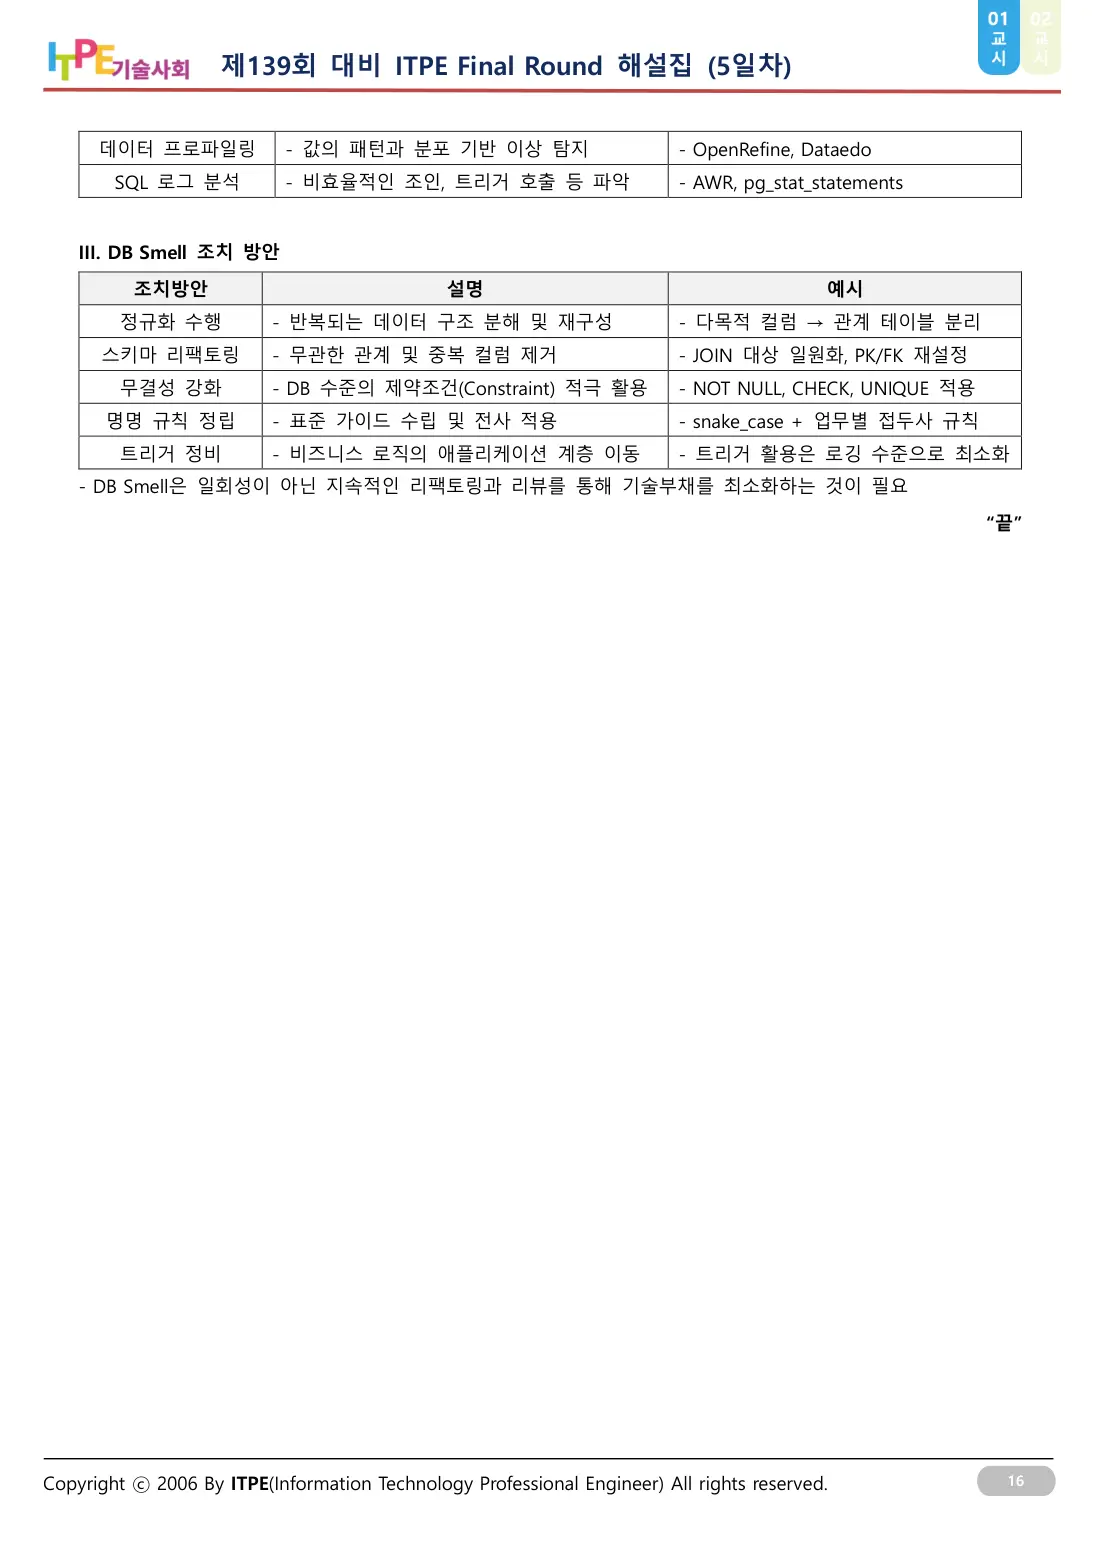 01
교
시
02
교
시
ITPE기술사회 제139회 대비 ITPE Final Round 해설집 (5일차)
데이터 프로파일링 - 값의 패턴과 분포 기반 이상 탐지 - OpenRefine, Dataedo
SQL 로그 분석 - 비효율적인 조인, 트리거 호출 등 파악 - AWR, pg_stat_statements
III. DB Smell 조치 방안
조치방안 설명 예시
정규화 수행 - 반복되는 데이터 구조 분해 및 재구성 - 다목적 컬럼 → 관계 테이블 분리
스키마 리팩토링 - 무관한 관계 및 중복 컬럼 제거 - JOIN 대상 일원화, PK/FK 재설정
무결성 강화 - DB 수준의 제약조건(Constraint) 적극 활용 - NOT NULL, CHECK, UNIQUE 적용
명명 규칙 정립 - 표준 가이드 수립 및 전사 적용 - snake_case + 업무별 접두사 규칙
트리거 정비 - 비즈니스 로직의 애플리케이션 계층 이동 - 트리거 활용은 로깅 수준으로 최소화
- DB Smell은 일회성이 아닌 지속적인 리팩토링과 리뷰를 통해 기술부채를 최소화하는 것이 필요
“끝”
Copyright ⓒ 2006 By ITPE(Information Technology Professional Engineer) All rights reserved.
16